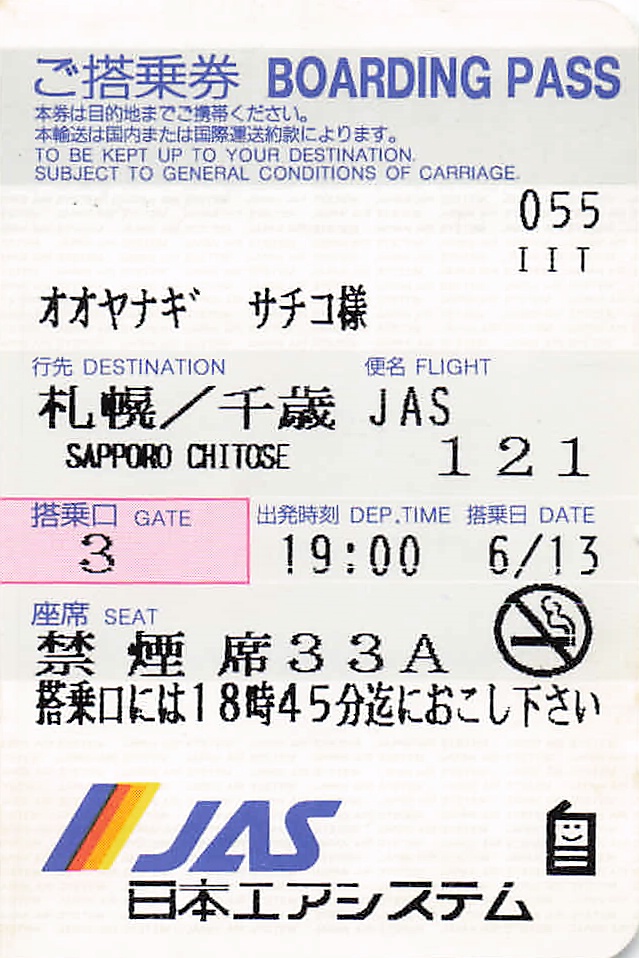 ご搭乗券 BOARDING PASS
本券は目的地までご携帯ください。
本輸送は国内または国際運送約款によります。
TO BE KEPT UP TO YOUR DESTINATION.
SUBJECT TO GENERAL CONDITIONS OF CARRIAGE.
055
IIT
オオヤナギ サチコ様
行先 DESTINATION 便名 FLIGHT
札幌／千歳 JAS
SAPPORO CHITOSE 121
搭乗口 GATE 出発時刻 DEP.TIME 搭乗日 DATE
3 19:00 6/13
座席 SEAT
禁煙席33A
搭乗口には18時45分迄におこし下さい
JAS
日本エアシステム